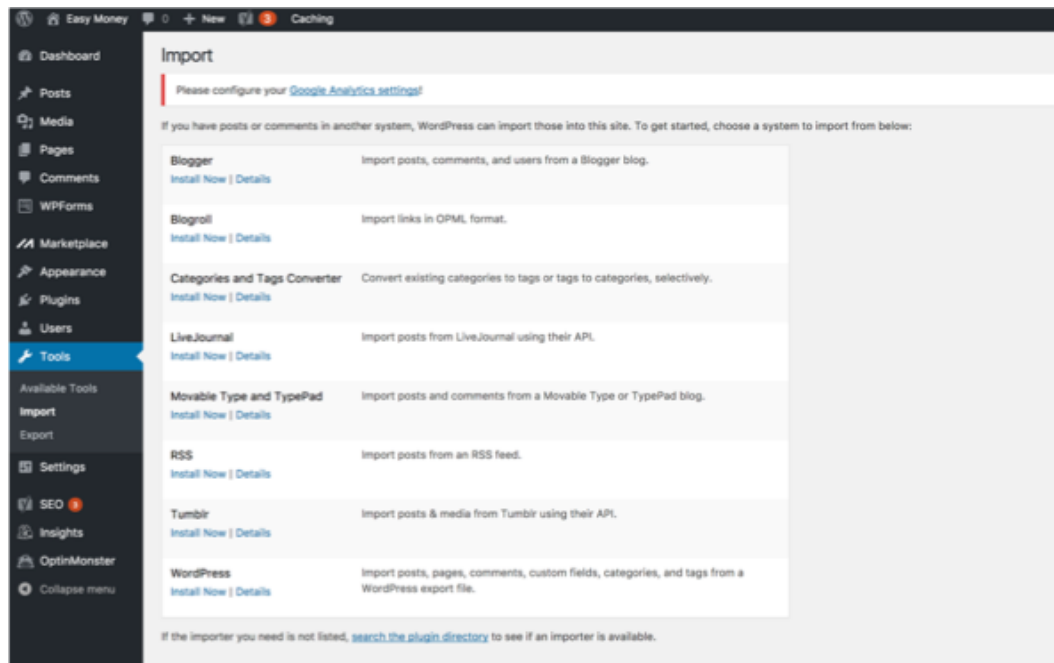 Easy Money 0 + New 3 Caching
Dashboard
Posts
Media
Pages
Comments
WPForms
Marketplace
Appearance
Plugins
Users
Tools
Available Tools
Import
Export
Settings
SEO 3
Insights
OptinMonster
Collapse menu
Import
Please configure your Google Analytics settings!
If you have posts or comments in another system, WordPress can import those into this site. To get started, choose a system to import from below:
Blogger Import posts, comments, and users from a Blogger blog.
Install Now | Details
Blogroll Import links in OPML format.
Install Now | Details
Categories and Tags Converter Convert existing categories to tags or tags to categories, selectively.
Install Now | Details
LiveJournal Import posts from LiveJournal using their API.
Install Now | Details
Movable Type and TypePad Import posts and comments from a Movable Type or TypePad blog.
Install Now | Details
RSS Import posts from an RSS feed.
Install Now | Details
Tumblr Import posts & media from Tumblr using their API.
Install Now | Details
WordPress Import posts, pages, comments, custom fields, categories, and tags from a
Install Now | Details WordPress export file.
If the importer you need is not listed, search the plugin directory to see if an importer is available.